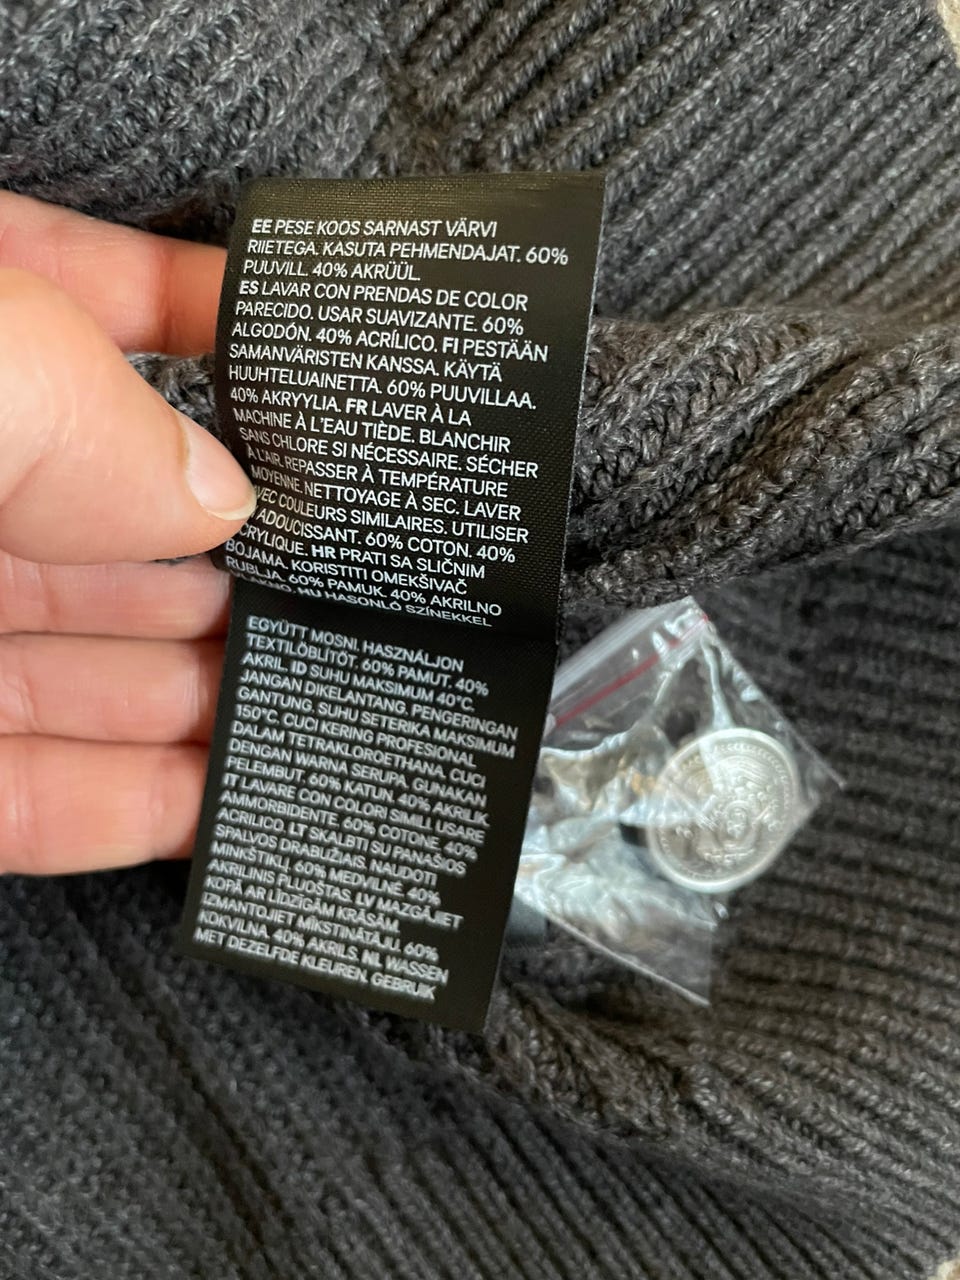 EE PESE KOOS SARNAST VÄRVI
RIIETEGA. KASUTA PEHMENDAJAT. 60%
PUUVILL. 40% AKRÜÜL.
ES LAVAR CON PRENDAS DE COLOR
PARECIDO. USAR SUAVIZANTE. 60%
ALGODÓN. 40% ACRÍLICO. FI PESTÄÄN
SAMANVÄRISTEN KANSSA. KÄYTÄ
HUUHTELUAINETTA. 60% PUUVILLAA.
40% AKRYYLIA. FR LAVER À LA
MACHINE À L'EAU TIÈDE. BLANCHIR
SANS CHLORE SI NÉCESSAIRE. SÉCHER
À L'AIR. REPASSER À TEMPÉRATURE
MOYENNE. NETTOYAGE À SEC. LAVER
AVEC COULEURS SIMILAIRES. UTILISER
ADOUCISSANT. 60% COTON. 40%
CRYLIQUE. HR PRATI SA SLIČNIM
BOJAMA. KORISTITI OMEKŠIVAČ
RUBLJA. 60% PAMUK. 40% AKRILNO
VLAKNO. HU HASONLÓ SZÍNEKKEL
EGYÜTT MOSNI. HASZNÁLJON
TEXTILÖBLÍTŐT. 60% PAMUT. 40%
AKRIL. ID SUHU MAKSIMUM 40°C.
JANGAN DIKELANTANG. PENGERINGAN
GANTUNG. SUHU SETERIKA MAKSIMUM
150°C. CUCI KERING PROFESIONAL
DALAM TETRAKLOROETHANA. CUCI
DENGAN WARNA SERUPA. GUNAKAN
PELEMBUT. 60% KATUN. 40% AKRILIK.
IT LAVARE CON COLORI SIMILI. USARE
AMMORBIDENTE. 60% COTONE. 40%
ACRILICO. LT SKALBTI SU PANAŠIOS
SPALVOS DRABUŽIAIS. NAUDOTI
MINKŠTIKLĮ. 60% MEDVILNĖ. 40%
AKRILINIS PLUOŠTAS. LV MAZGĀJIET
KOPĀ AR LĪDZĪGĀM KRĀSĀM.
IZMANTOJIET MĪKSTINĀTĀJU. 60%
KOKVILNA. 40% AKRILS. NL WASSEN
MET DEZELFDE KLEUREN. GEBRUIK